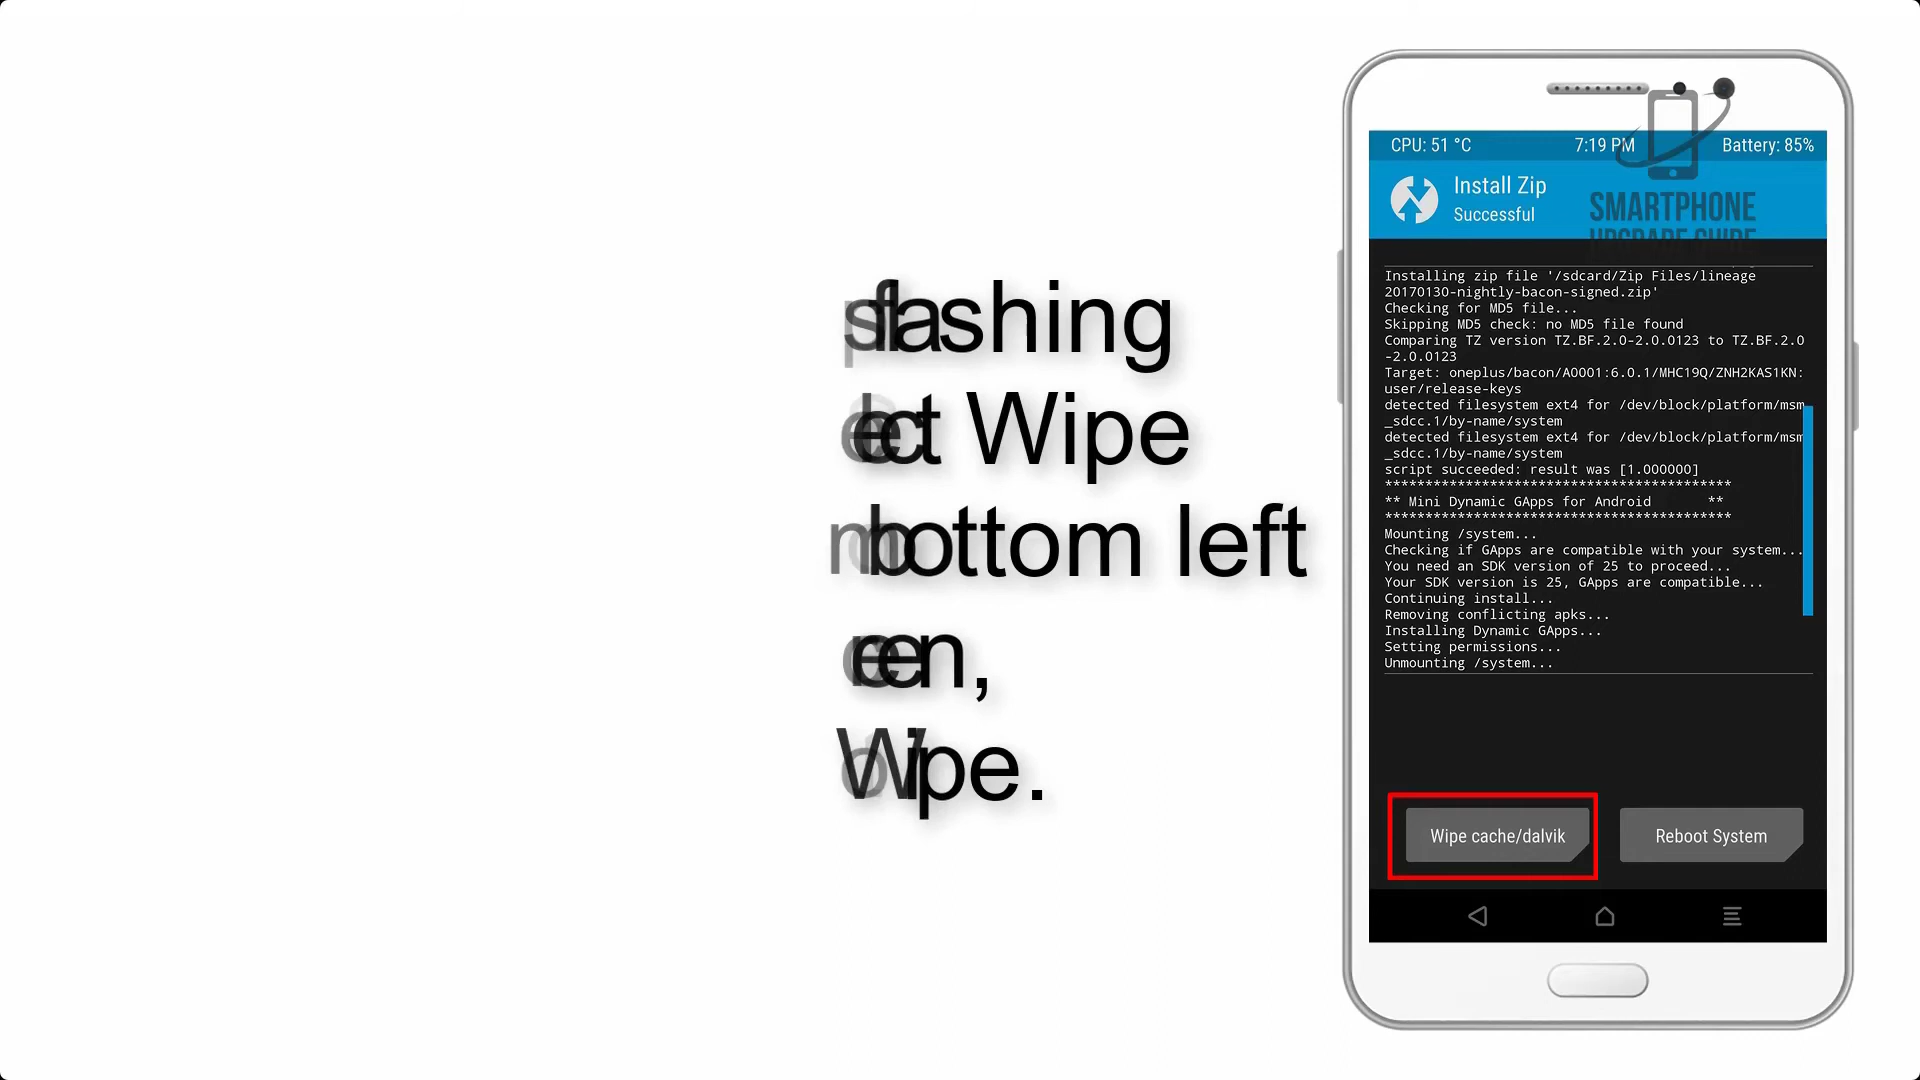 flashing
Wipe
bottom left
Wipe.
CPU: 51 °C 7:19 PM Battery: 85%
Install Zip
Successful
SMARTPHONE
UPGRADE GUIDE
Installing zip file '/sdcard/Zip Files/lineage
20170130-nightly-bacon-signed.zip'
Checking for MD5 file...
Skipping MD5 check: no MD5 file found
Comparing TZ version TZ.BF.2.0-2.0.0123 to TZ.BF.2.0
-2.0.0123
Target: oneplus/bacon/A0001:6.0.1/MHC19Q/ZNH2KAS1KN:
user/release-keys
detected filesystem ext4 for /dev/block/platform/msm
_sdcc.1/by-name/system
detected filesystem ext4 for /dev/block/platform/msm
_sdcc.1/by-name/system
script succeeded: result was [1.000000]
*******************************************
** Mini Dynamic GApps for Android **
*******************************************
Mounting /system...
Checking if GApps are compatible with your system...
You need an SDK version of 25 to proceed...
Your SDK version is 25, GApps are compatible...
Continuing install...
Removing conflicting apks...
Installing Dynamic GApps...
Setting permissions...
Unmounting /system...
Wipe cache/dalvik Reboot System